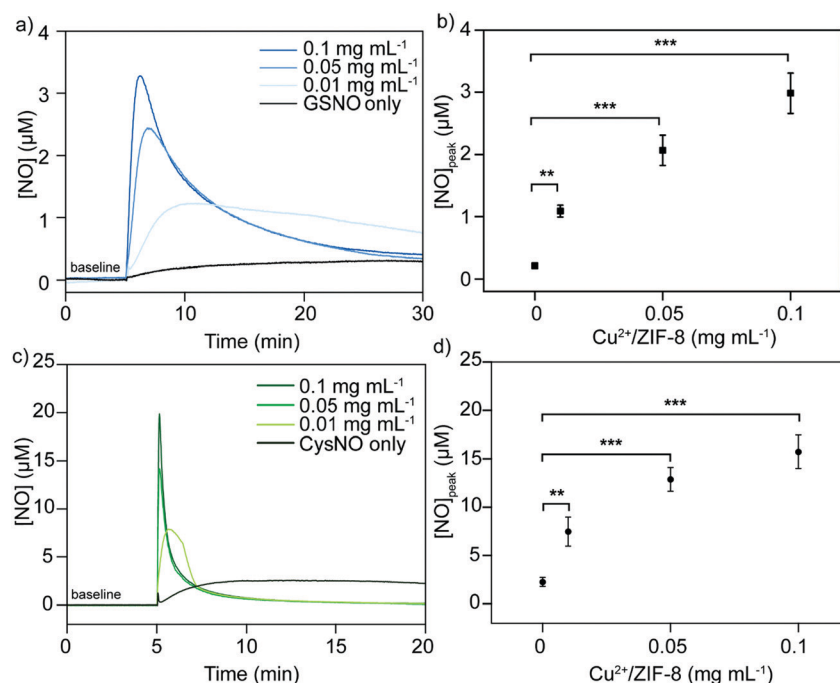 a)
4
3
2
1
0
[NO] (µM)
0.1 mg mL⁻¹
0.05 mg mL⁻¹
0.01 mg mL⁻¹
GSNO only
baseline
0 10 20 30
Time (min)
b)
4
3
2
1
0
[NO]peak (µM)
***
***
**
0 0.05 0.1
Cu²⁺/ZIF-8 (mg mL⁻¹)
c)
25
20
15
10
5
0
[NO] (µM)
0.1 mg mL⁻¹
0.05 mg mL⁻¹
0.01 mg mL⁻¹
CysNO only
baseline
0 5 10 15 20
Time (min)
d)
25
20
15
10
5
0
[NO]peak (µM)
***
***
**
0 0.05 0.1
Cu²⁺/ZIF-8 (mg mL⁻¹)